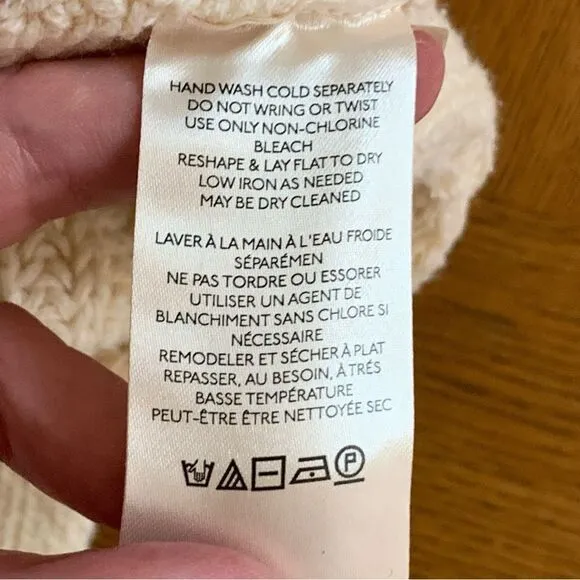 HAND WASH COLD SEPARATELY
DO NOT WRING OR TWIST
USE ONLY NON-CHLORINE
BLEACH
RESHAPE & LAY FLAT TO DRY
LOW IRON AS NEEDED
MAY BE DRY CLEANED
LAVER À LA MAIN À L'EAU FROIDE
SÉPARÉMEN
NE PAS TORDRE OU ESSORER
UTILISER UN AGENT DE
BLANCHIMENT SANS CHLORE SI
NÉCESSAIRE
REMODELER ET SÉCHER À PLAT
REPASSER, AU BESOIN, À TRÉS
BASSE TEMPÉRATURE
PEUT-ÊTRE ÊTRE NETTOYÉE SEC
P